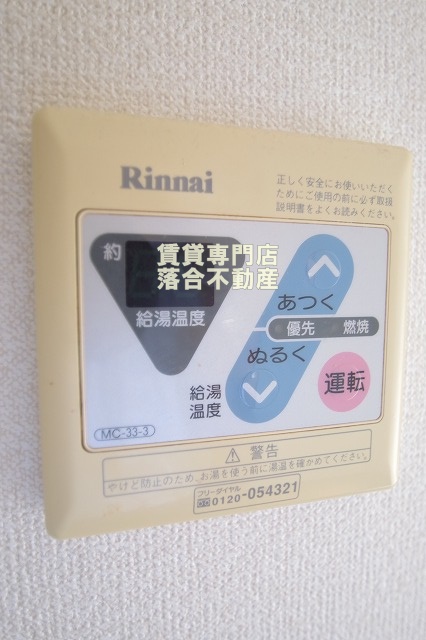 Rinnai
正しく安全にお使いいただく
ためにご使用の前に必ず取扱
説明書をよくお読みください。
約
賃貸専門店
落合不動産
給湯温度
あつく
優先 燃焼
ぬるく
給湯
温度
運転
MC-33-3
警告
やけど防止のため、お湯を使う前に湯温を確かめてください。
フリーダイヤル
0120-054321